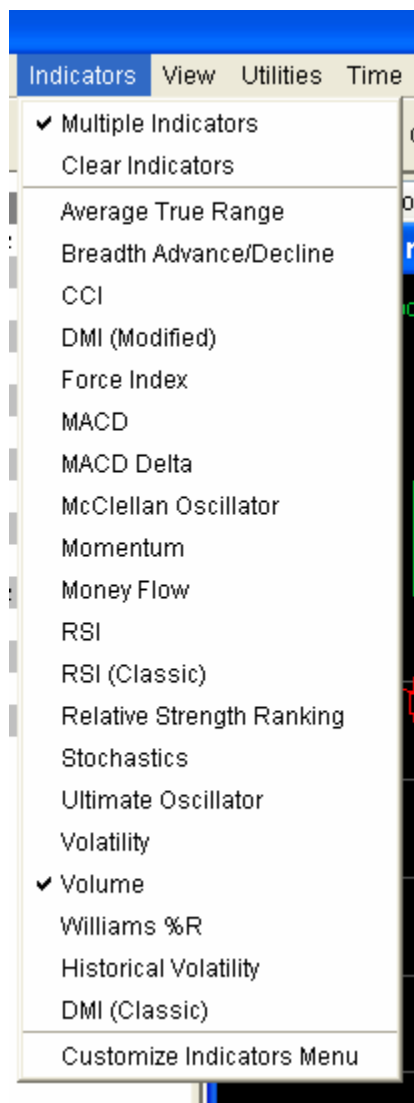 Indicators View Utilities Time
Multiple Indicators
Clear Indicators
Average True Range
Breadth Advance/Decline
CCI
DMI (Modified)
Force Index
MACD
MACD Delta
McClellan Oscillator
Momentum
Money Flow
RSI
RSI (Classic)
Relative Strength Ranking
Stochastics
Ultimate Oscillator
Volatility
Volume
Williams %R
Historical Volatility
DMI (Classic)
Customize Indicators Menu